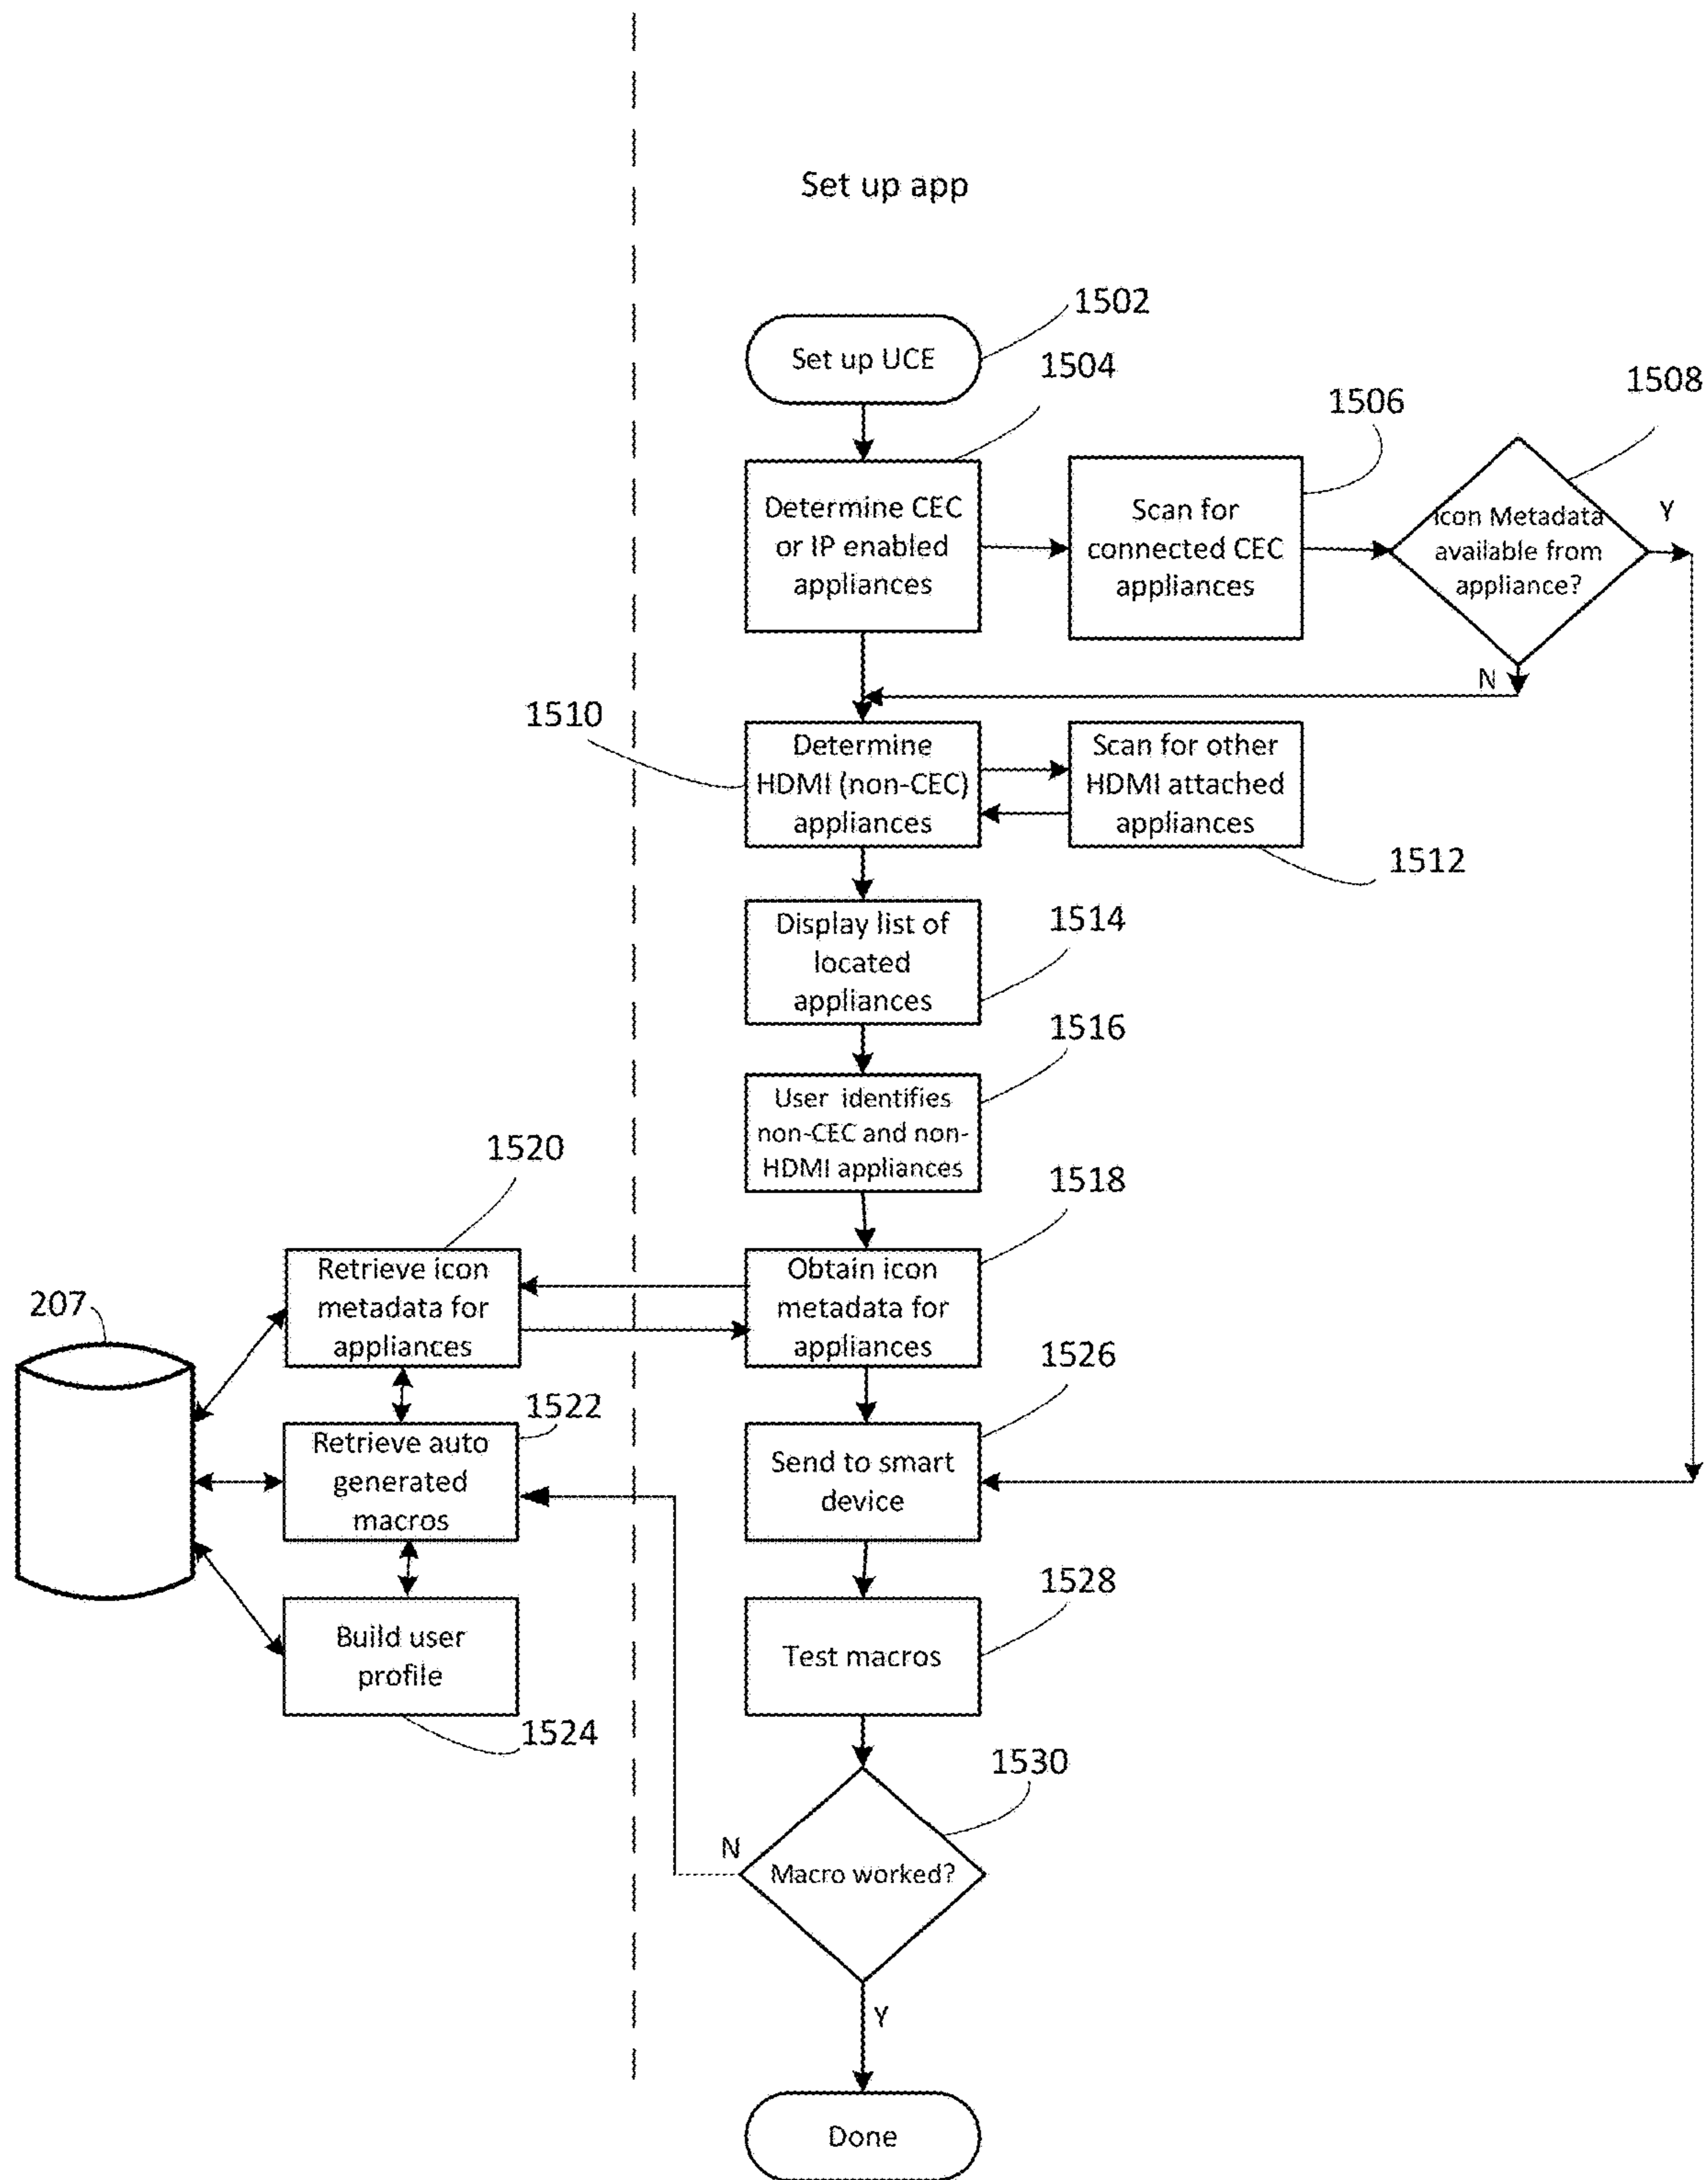 Set up app
1502
Set up UCE
1504
1508
1506
Determine CEC
or IP enabled
appliances
Scan for
connected CEC
appliances
Icon Metadata
available from
appliance?
Y
N
1510
Determine
HDMI (non-CEC)
appliances
Scan for other
HDMI attached
appliances
1512
Display list of
located
appliances
1514
1516
User identifies
non-CEC and non-
HDMI appliances
1520
1518
Retrieve icon
metadata for
appliances
Obtain icon
metadata for
appliances
207
1526
1522
Retrieve auto
generated
macros
Send to smart
device
1528
Build user
profile
Test macros
1524
1530
N
Macro worked?
Y
Done